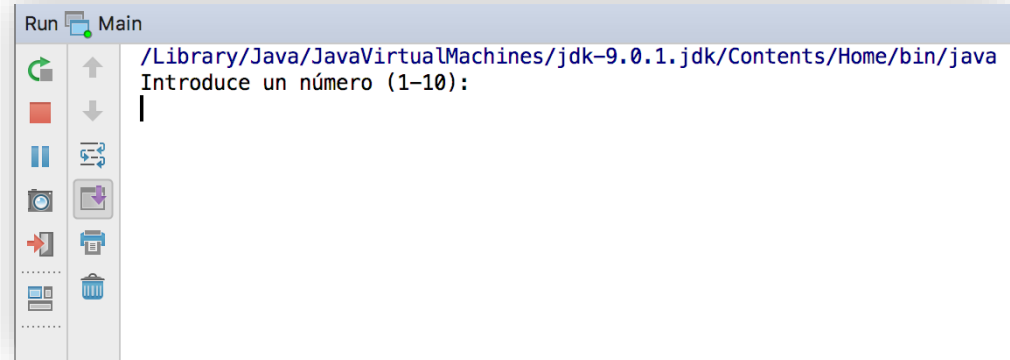 Run Main
/Library/Java/JavaVirtualMachines/jdk-9.0.1.jdk/Contents/Home/bin/java
Introduce un número (1-10):